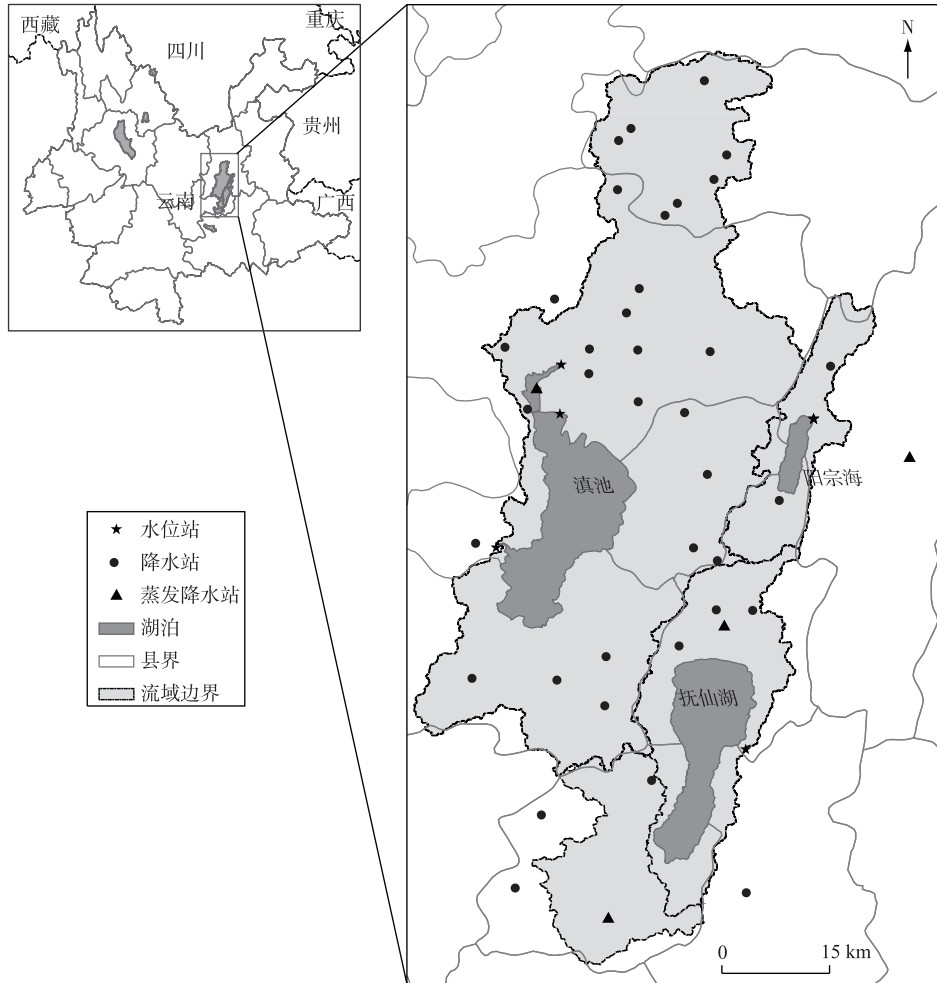 西藏
重庆
四川
贵州
云南
广西
N
滇池
阳宗海
抚仙湖
水位站
降水站
蒸发降水站
湖泊
县界
流域边界
0 15 km